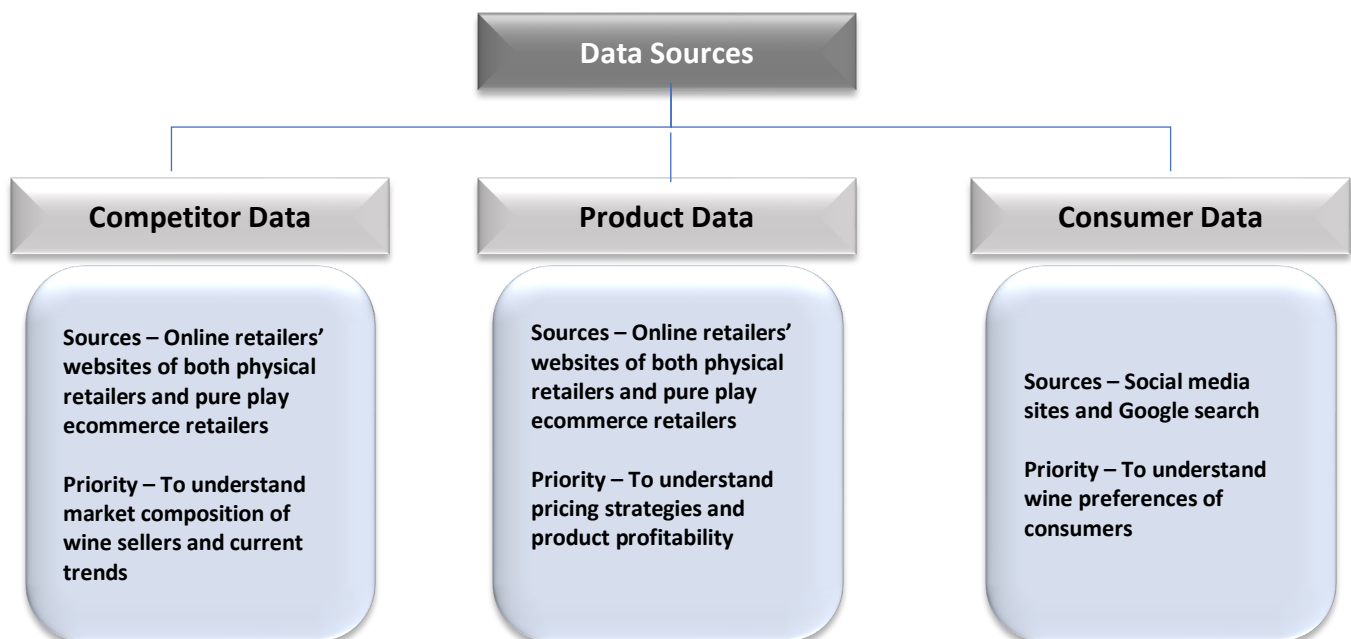 Data Sources
Competitor Data
Sources – Online retailers’
websites of both physical
retailers and pure play
ecommerce retailers
Priority – To understand
market composition of
wine sellers and current
trends
Product Data
Sources – Online retailers’
websites of both physical
retailers and pure play
ecommerce retailers
Priority – To understand
pricing strategies and
product profitability
Consumer Data
Sources – Social media
sites and Google search
Priority – To understand
wine preferences of
consumers